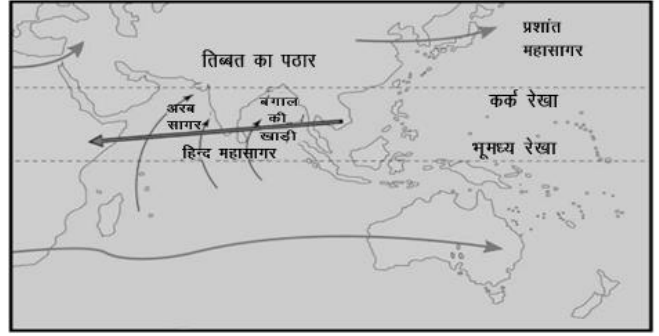 प्रशांत
महासागर
तिब्बत का पठार
अरब
सागर
बंगाल
की
खाड़ी
कर्क रेखा
हिन्द महासागर
भूमध्य रेखा